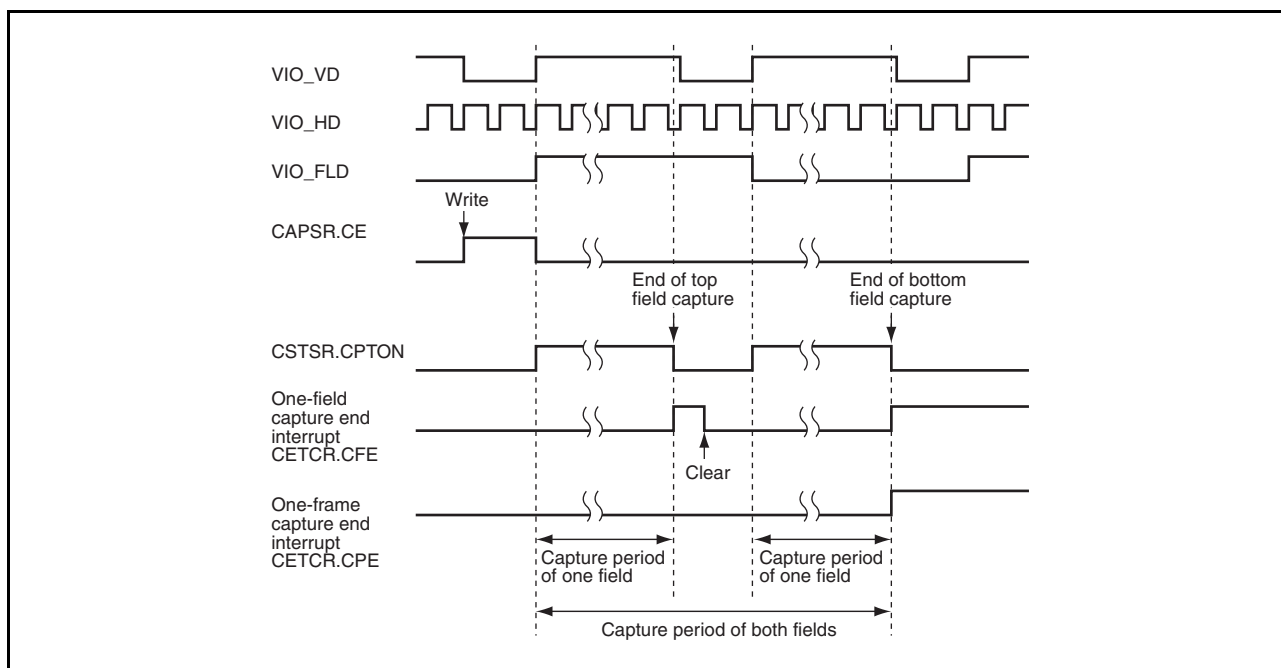 VIO_VD
VIO_HD
VIO_FLD
Write
CAPSR.CE
End of top
field capture
End of bottom
field capture
CSTSR.CPTON
One-field
capture end
interrupt
CETCR.CFE
Clear
One-frame
capture end
interrupt
CETCR.CPE
Capture period
of one field
Capture period
of one field
Capture period of both fields